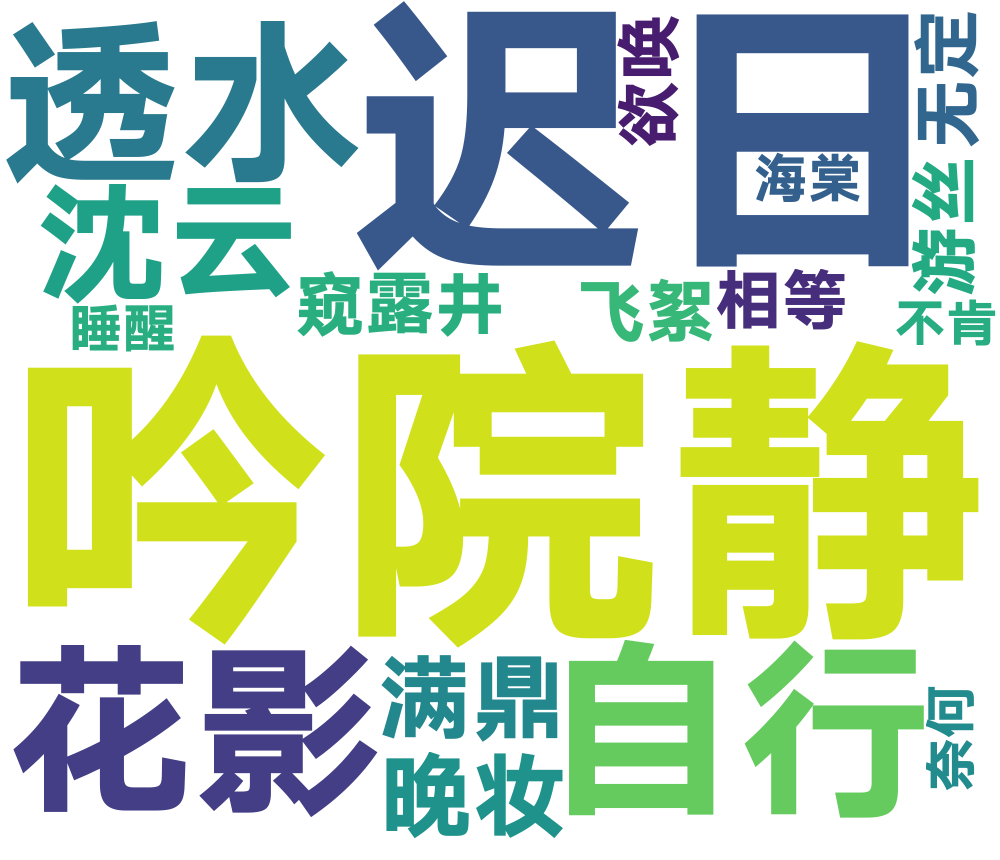 透水
迟日
欲唤
无定
海棠
沈云
游丝
窥露井
飞絮
相等
不肯
睡醒
吟院静
花影
满鼎
自行
奈何
晚妆